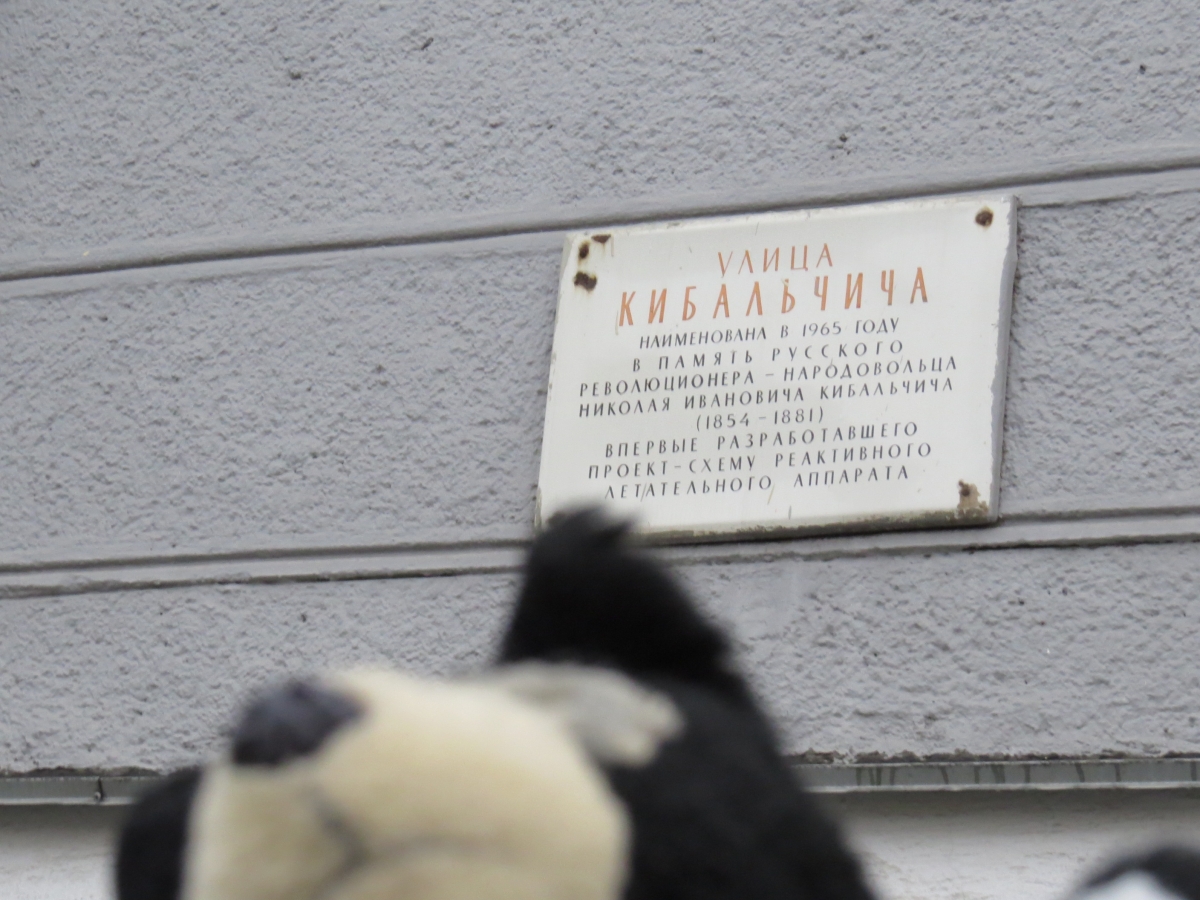 УЛИЦА
КИБАЛЬЧИЧА
НАИМЕНОВАНА В 1965 ГОДУ
В ПАМЯТЬ РУССКОГО
РЕВОЛЮЦИОНЕРА – НАРОДОВОЛЬЦА
НИКОЛАЯ ИВАНОВИЧА КИБАЛЬЧИЧА
(1854 – 1881)
ВПЕРВЫЕ РАЗРАБОТАВШЕГО
ПРОЕКТ – СХЕМУ РЕАКТИВНОГО
ЛЕТАТЕЛЬНОГО АППАРАТА